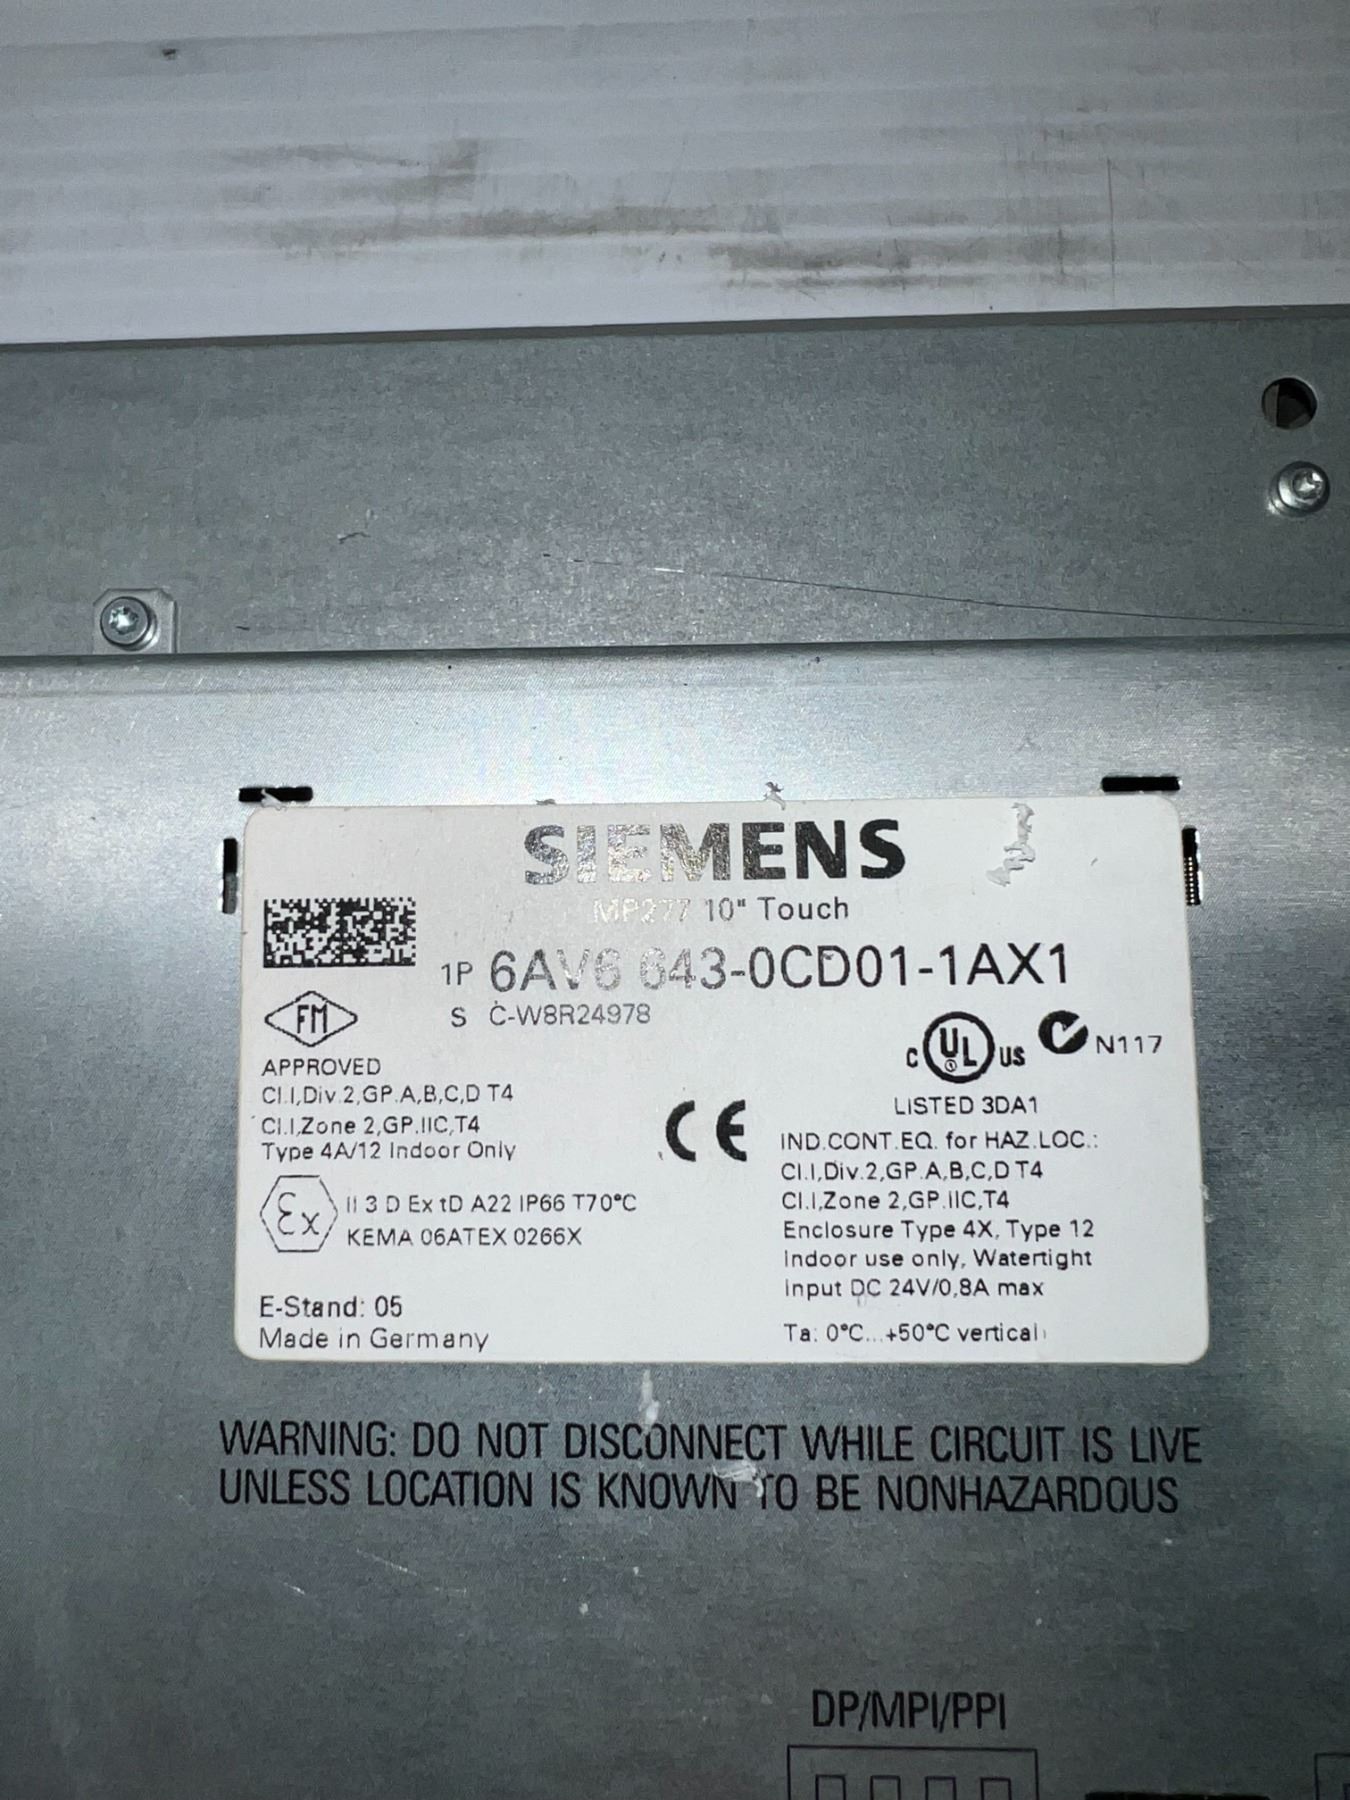 SIEMENS
MP277 10" Touch
1P 6AV6 643-0CD01-1AX1
S C-W8R24978
FM
APPROVED
Cl.I,Div.2,GP.A,B,C,D T4
Cl.I,Zone 2,GP.IIC,T4
Type 4A/12 Indoor Only
Ex II 3 D Ex tD A22 IP66 T70°C
KEMA 06ATEX 0266X
E-Stand: 05
Made in Germany
CE
C UL US N117
LISTED 3DA1
IND.CONT.EQ. for HAZ.LOC.:
Cl.I,Div.2,GP.A,B,C,D T4
Cl.I,Zone 2,GP.IIC,T4
Enclosure Type 4X, Type 12
Indoor use only, Watertight
Input DC 24V/0,8A max
Ta: 0°C...+50°C vertical
WARNING: DO NOT DISCONNECT WHILE CIRCUIT IS LIVE
UNLESS LOCATION IS KNOWN TO BE NONHAZARDOUS
DP/MPI/PPI